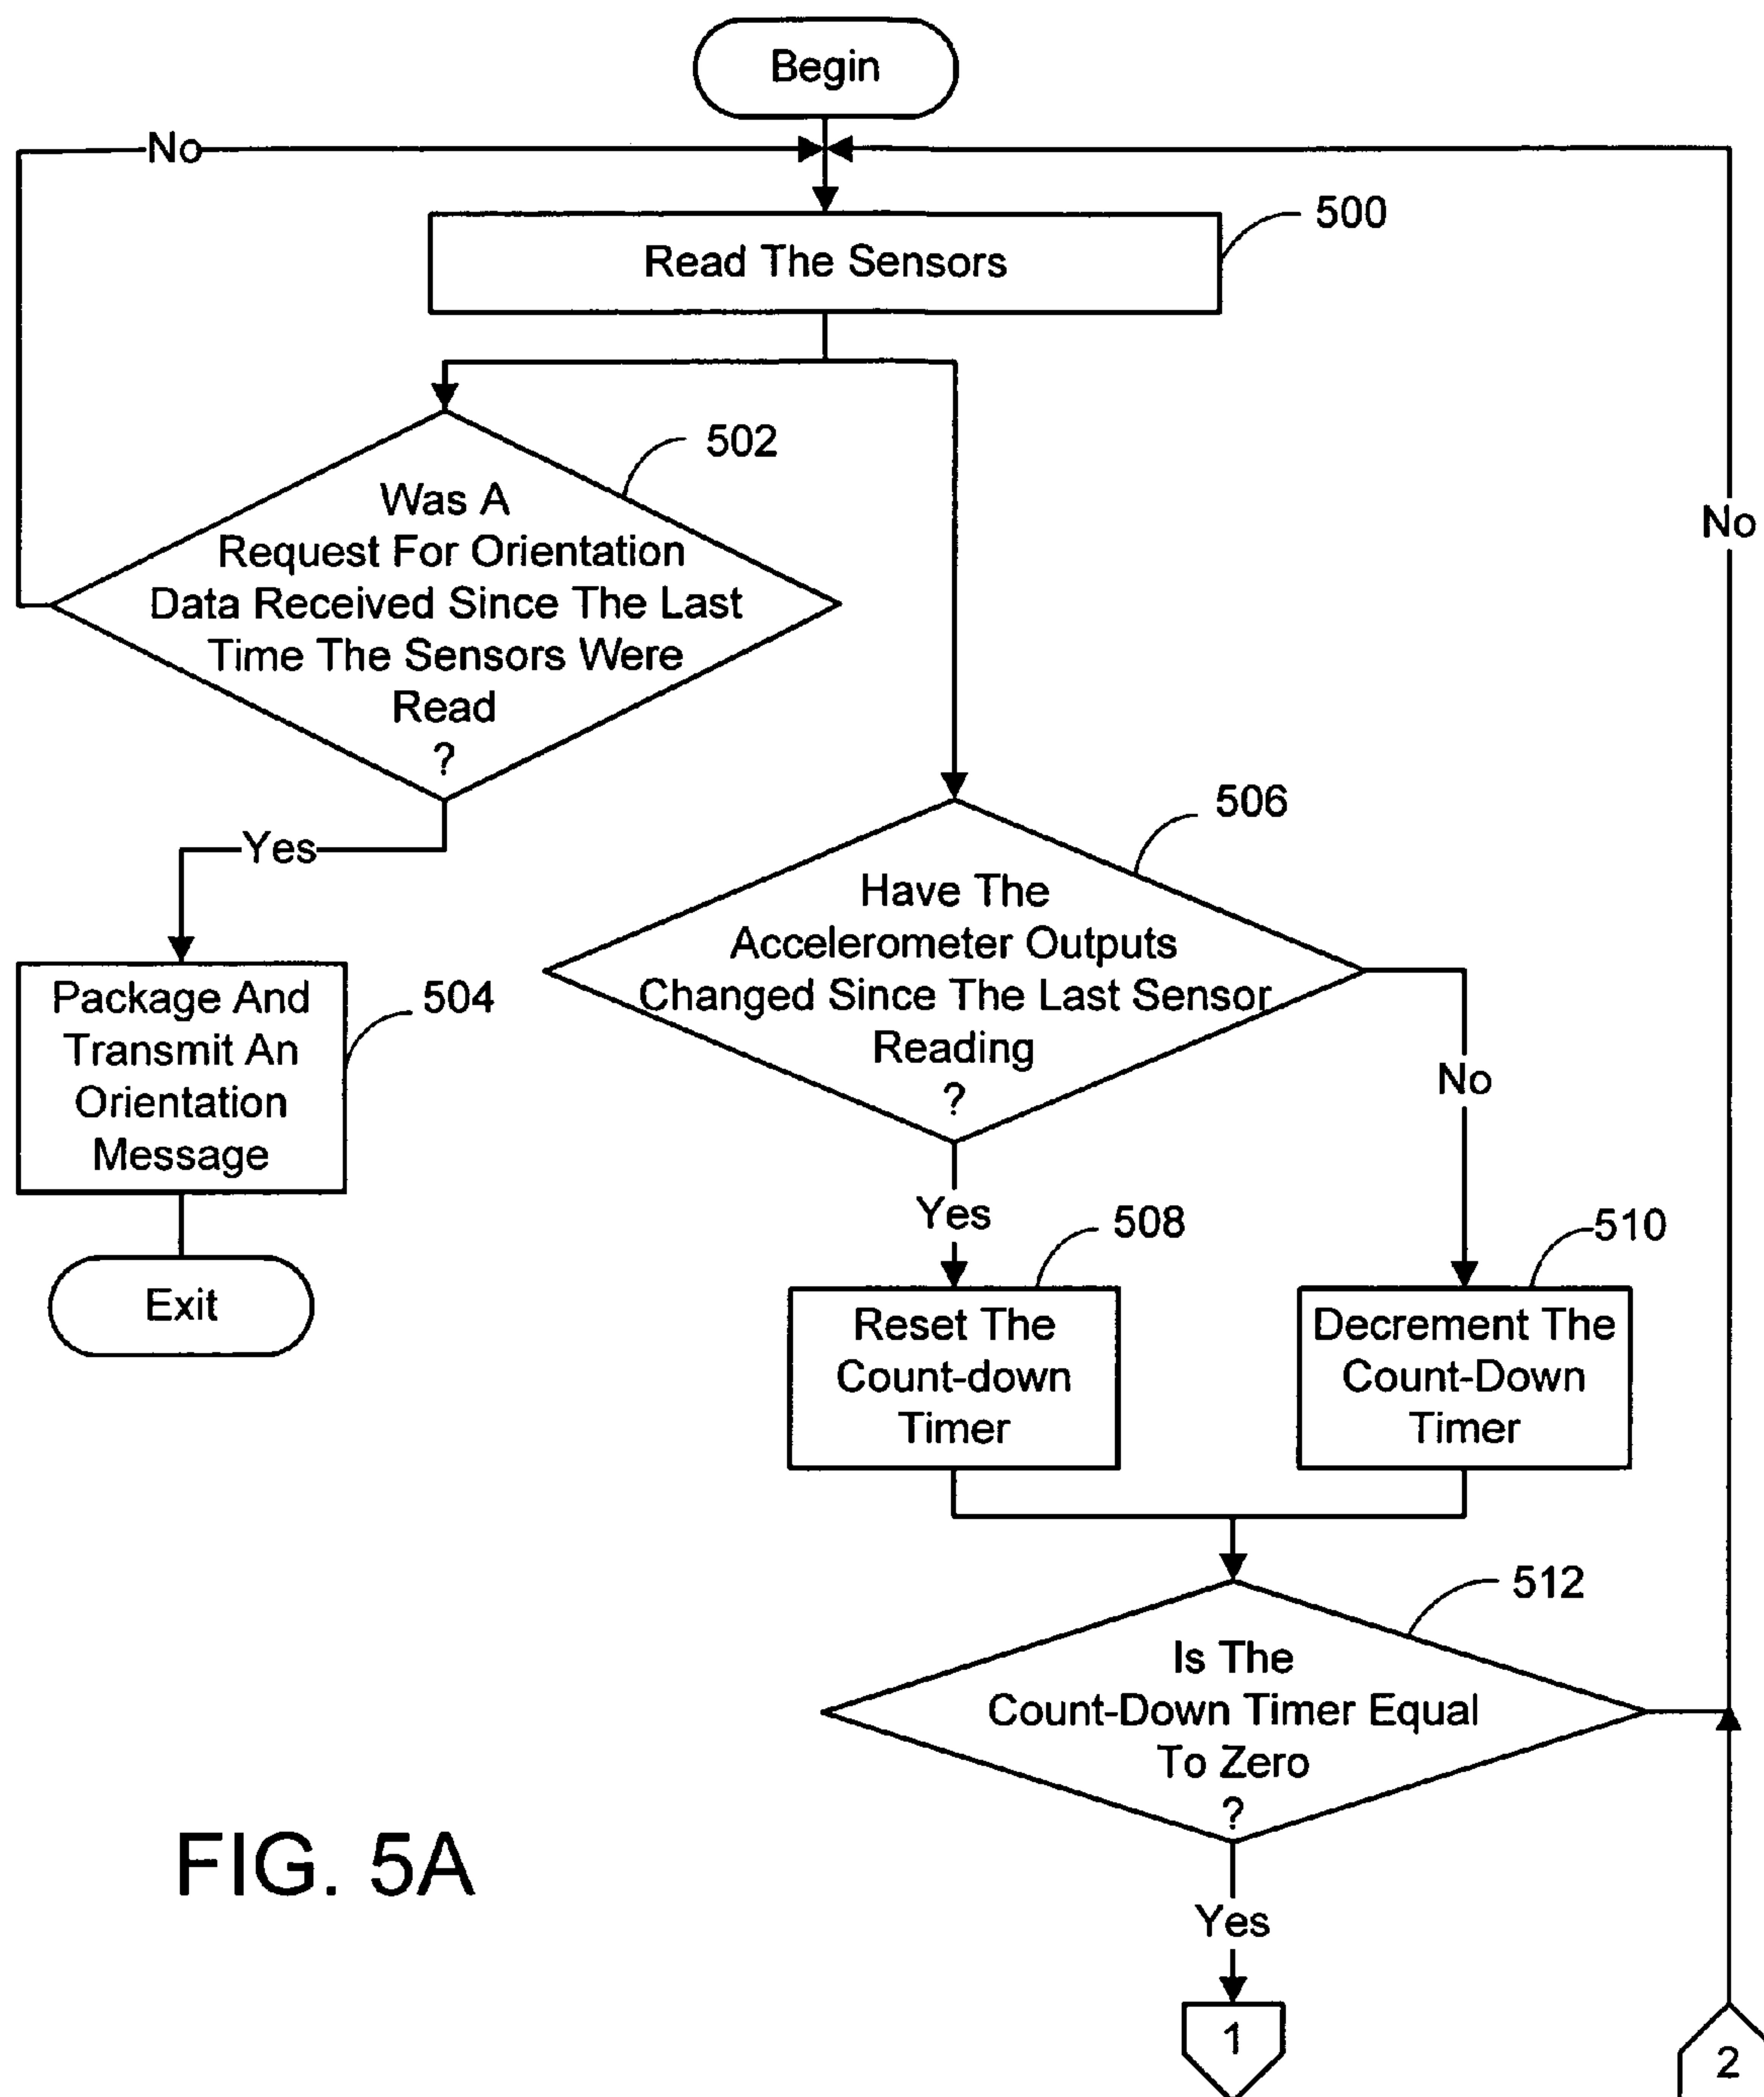 Begin
No
500
Read The Sensors
502
Was A
Request For Orientation
Data Received Since The Last
Time The Sensors Were
Read
?
No
Yes
506
Have The
Accelerometer Outputs
Changed Since The Last Sensor
Reading
?
504
Package And
Transmit An
Orientation
Message
No
Yes
508
510
Exit
Reset The
Count-down
Timer
Decrement The
Count-Down
Timer
512
Is The
Count-Down Timer Equal
To Zero
?
FIG. 5A
Yes
1
2